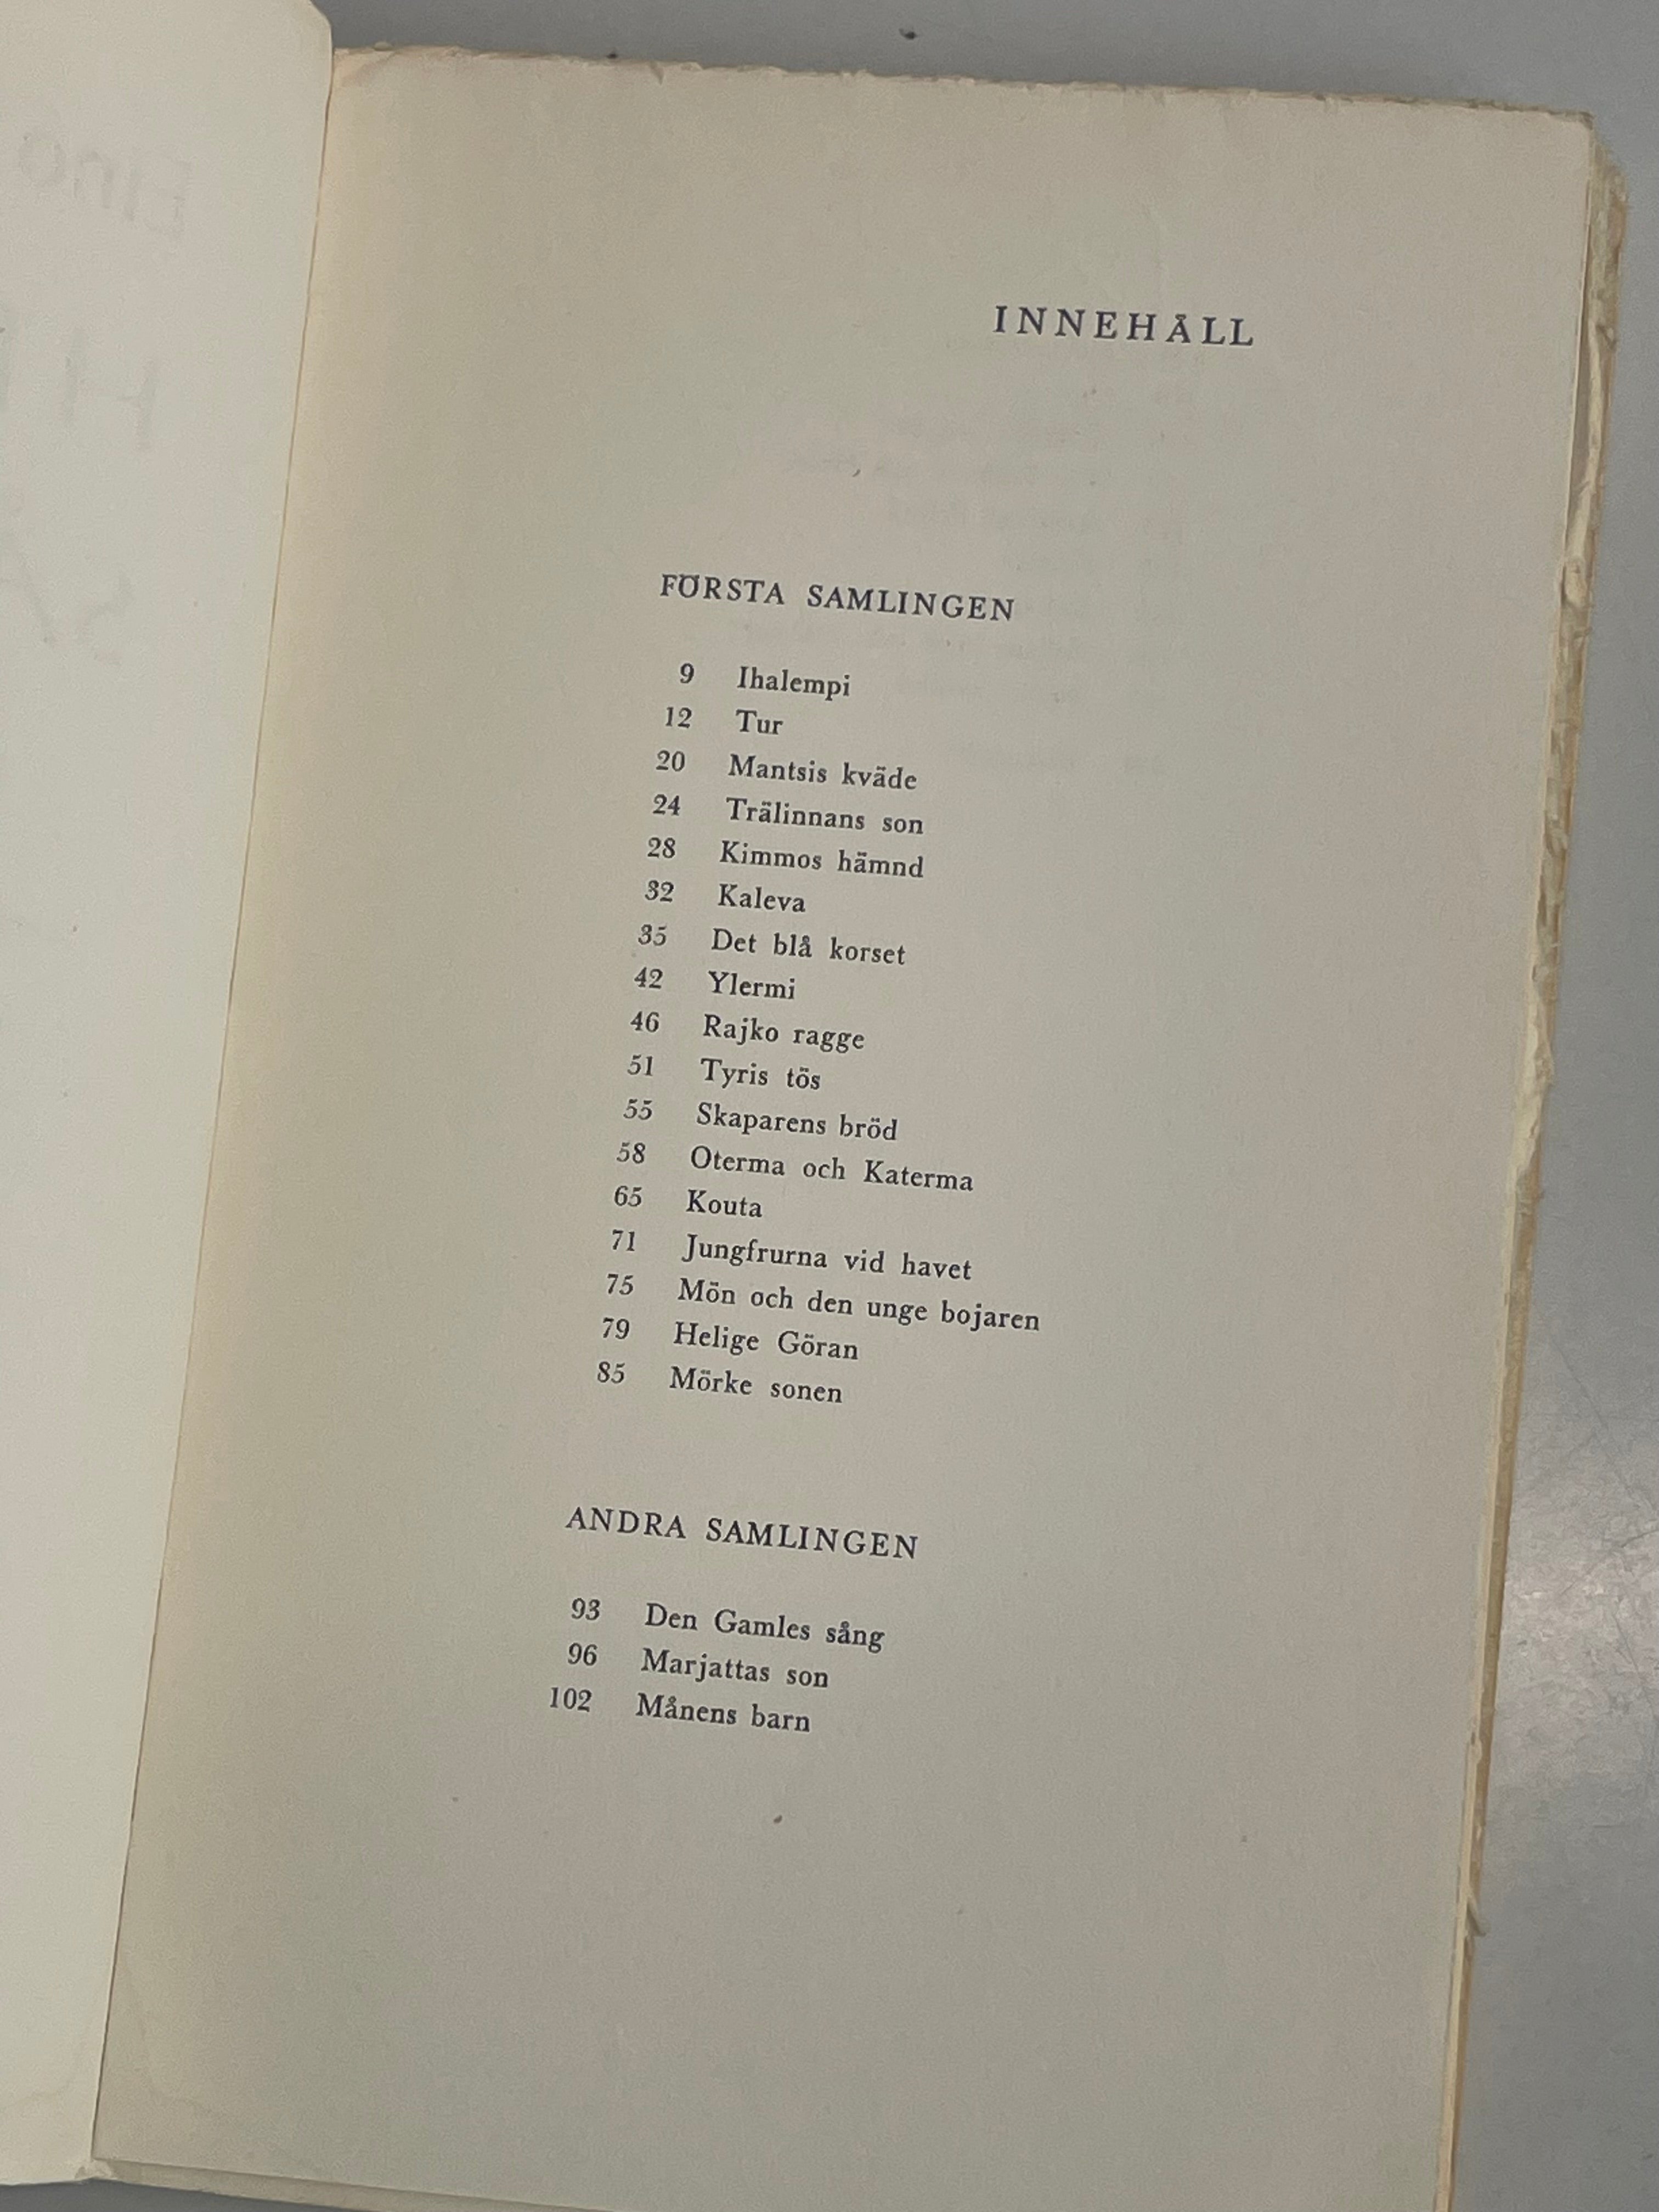 INNEHÅLL
FÖRSTA SAMLINGEN
9 Ihalempi
12 Tur
20 Mantsis kväde
24 Trälinnans son
28 Kimmos hämnd
32 Kaleva
35 Det blå korset
42 Ylermi
46 Rajko ragge
51 Tyris tös
55 Skaparens bröd
58 Oterma och Katerma
65 Kouta
71 Jungfrurna vid havet
75 Mön och den unge bojaren
79 Helige Göran
85 Mörke sonen
ANDRA SAMLINGEN
93 Den Gamles sång
96 Marjattas son
102 Månens barn